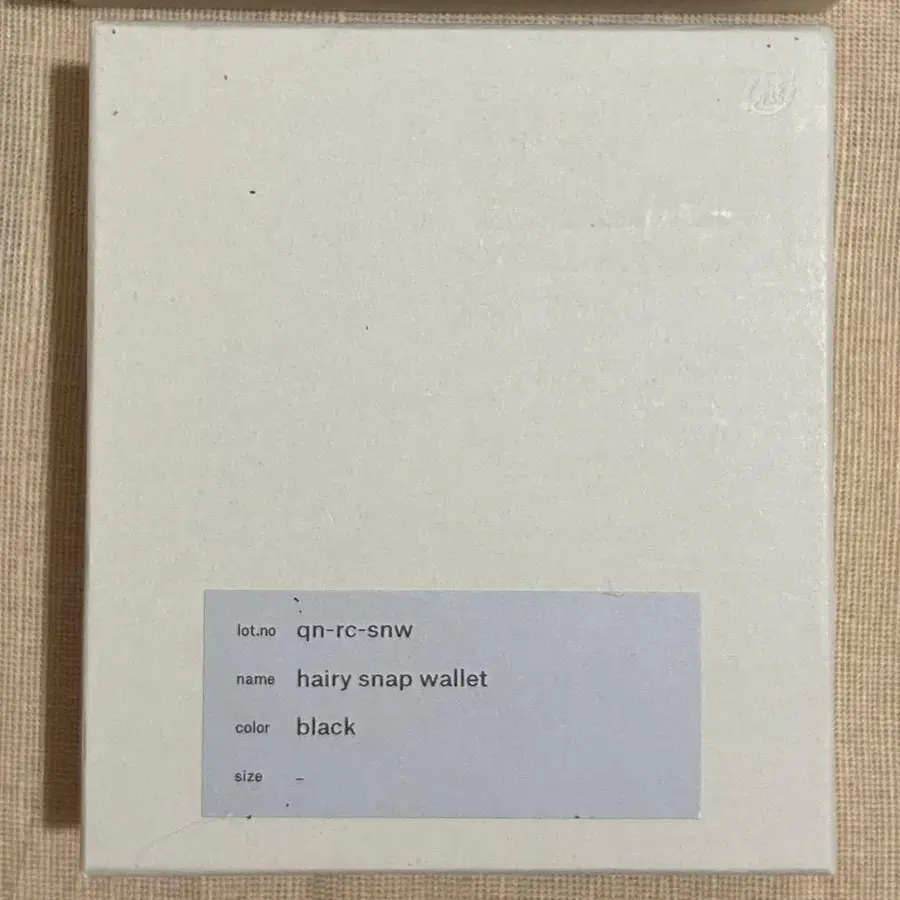 lot.no qn-rc-snw
name hairy snap wallet
color black
size –